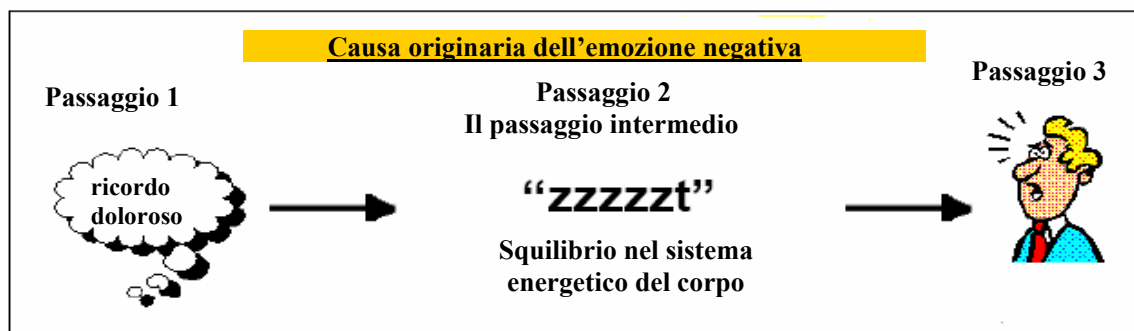 Causa originaria dell’emozione negativa
Passaggio 1
ricordo
doloroso
Passaggio 2
Il passaggio intermedio
“zzzzzt”
Squilibrio nel sistema
energetico del corpo
Passaggio 3